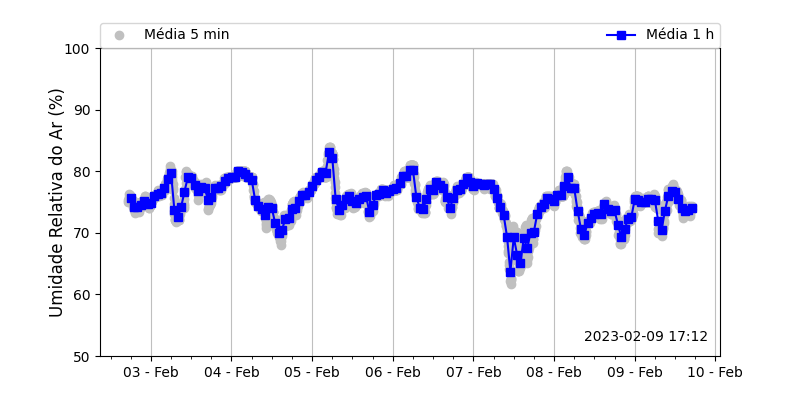 Média 5 min
Média 1 h
Umidade Relativa do Ar (%)
100
90
80
70
60
50
2023-02-09 17:12
03 - Feb
04 - Feb
05 - Feb
06 - Feb
07 - Feb
08 - Feb
09 - Feb
10 - Feb